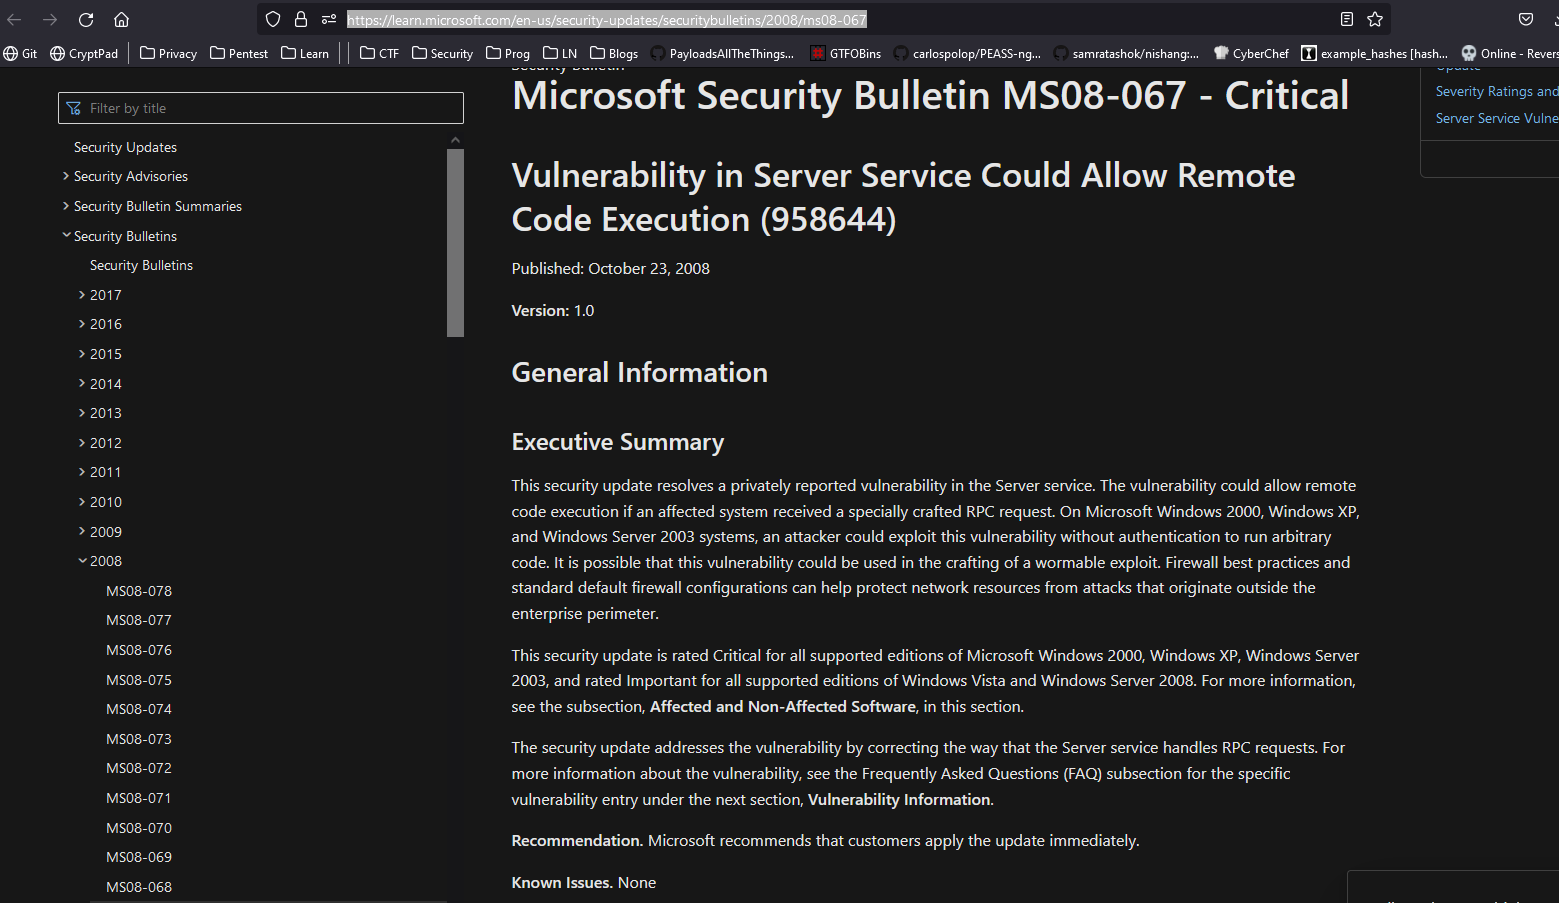 https://learn.microsoft.com/en-us/security-updates/securitybulletins/2008/ms08-067
Git CryptPad Privacy Pentest Learn CTF Security Prog LN Blogs PayloadsAllTheThings... GTFOBins carlospolop/PEASS-ng... samratashok/nishang:... CyberChef example_hashes [hash... Online - Revers
Filter by title
Security Updates
Security Advisories
Security Bulletin Summaries
Security Bulletins
Security Bulletins
2017
2016
2015
2014
2013
2012
2011
2010
2009
2008
MS08-078
MS08-077
MS08-076
MS08-075
MS08-074
MS08-073
MS08-072
MS08-071
MS08-070
MS08-069
MS08-068
Security Bulletin
Microsoft Security Bulletin MS08-067 - Critical
Vulnerability in Server Service Could Allow Remote
Code Execution (958644)
Published: October 23, 2008
Version: 1.0
General Information
Executive Summary
This security update resolves a privately reported vulnerability in the Server service. The vulnerability could allow remote
code execution if an affected system received a specially crafted RPC request. On Microsoft Windows 2000, Windows XP,
and Windows Server 2003 systems, an attacker could exploit this vulnerability without authentication to run arbitrary
code. It is possible that this vulnerability could be used in the crafting of a wormable exploit. Firewall best practices and
standard default firewall configurations can help protect network resources from attacks that originate outside the
enterprise perimeter.
This security update is rated Critical for all supported editions of Microsoft Windows 2000, Windows XP, Windows Server
2003, and rated Important for all supported editions of Windows Vista and Windows Server 2008. For more information,
see the subsection, Affected and Non-Affected Software, in this section.
The security update addresses the vulnerability by correcting the way that the Server service handles RPC requests. For
more information about the vulnerability, see the Frequently Asked Questions (FAQ) subsection for the specific
vulnerability entry under the next section, Vulnerability Information.
Recommendation. Microsoft recommends that customers apply the update immediately.
Known Issues. None
Update
Severity Ratings and
Server Service Vulne